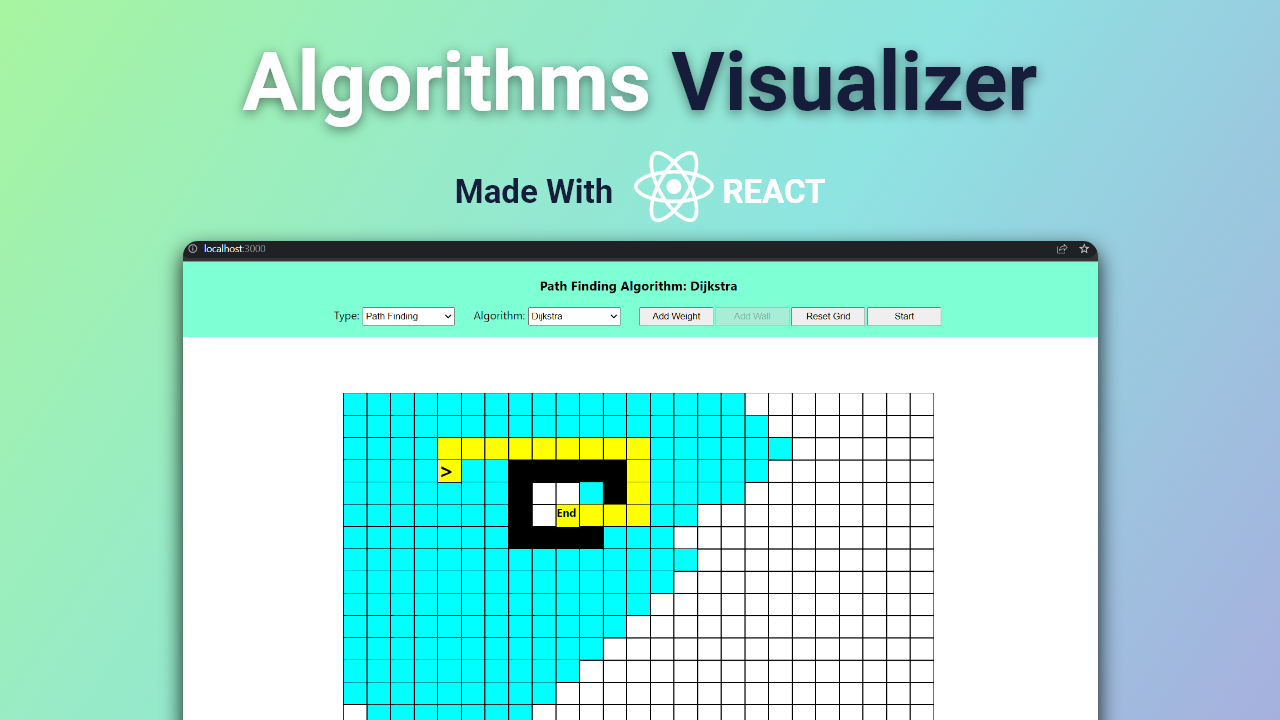 Algorithms Visualizer
Made With REACT
localhost:3000
Path Finding Algorithm: Dijkstra
Type: Path Finding Algorithm: Dijkstra Add Weight Add Wall Reset Grid Start
>
End